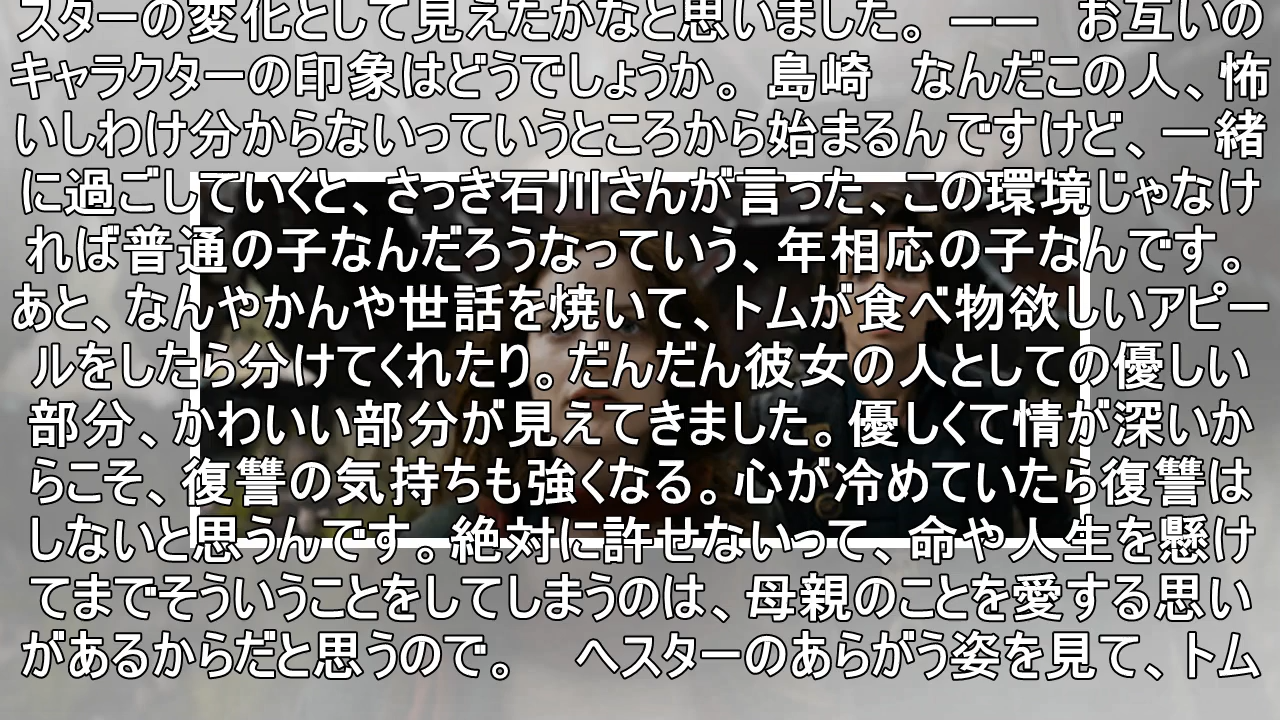 スターの変化として見えたかなと思いました。――　お互いの
キャラクターの印象はどうでしょうか。島崎　なんだこの人、怖
いしわけ分からないっていうところから始まるんですけど、一緒
に過ごしていくと、さっき石川さんが言った、この環境じゃなけ
れば普通の子なんだろうなっていう、年相応の子なんです。
あと、なんやかんや世話を焼いて、トムが食べ物欲しいアピー
ルをしたら分けてくれたり。だんだん彼女の人としての優しい
部分、かわいい部分が見えてきました。優しくて情が深いか
らこそ、復讐の気持ちも強くなる。心が冷めていたら復讐は
しないと思うんです。絶対に許せないって、命や人生を懸け
てまでそういうことをしてしまうのは、母親のことを愛する思い
があるからだと思うので。　ヘスターのあらがう姿を見て、トム